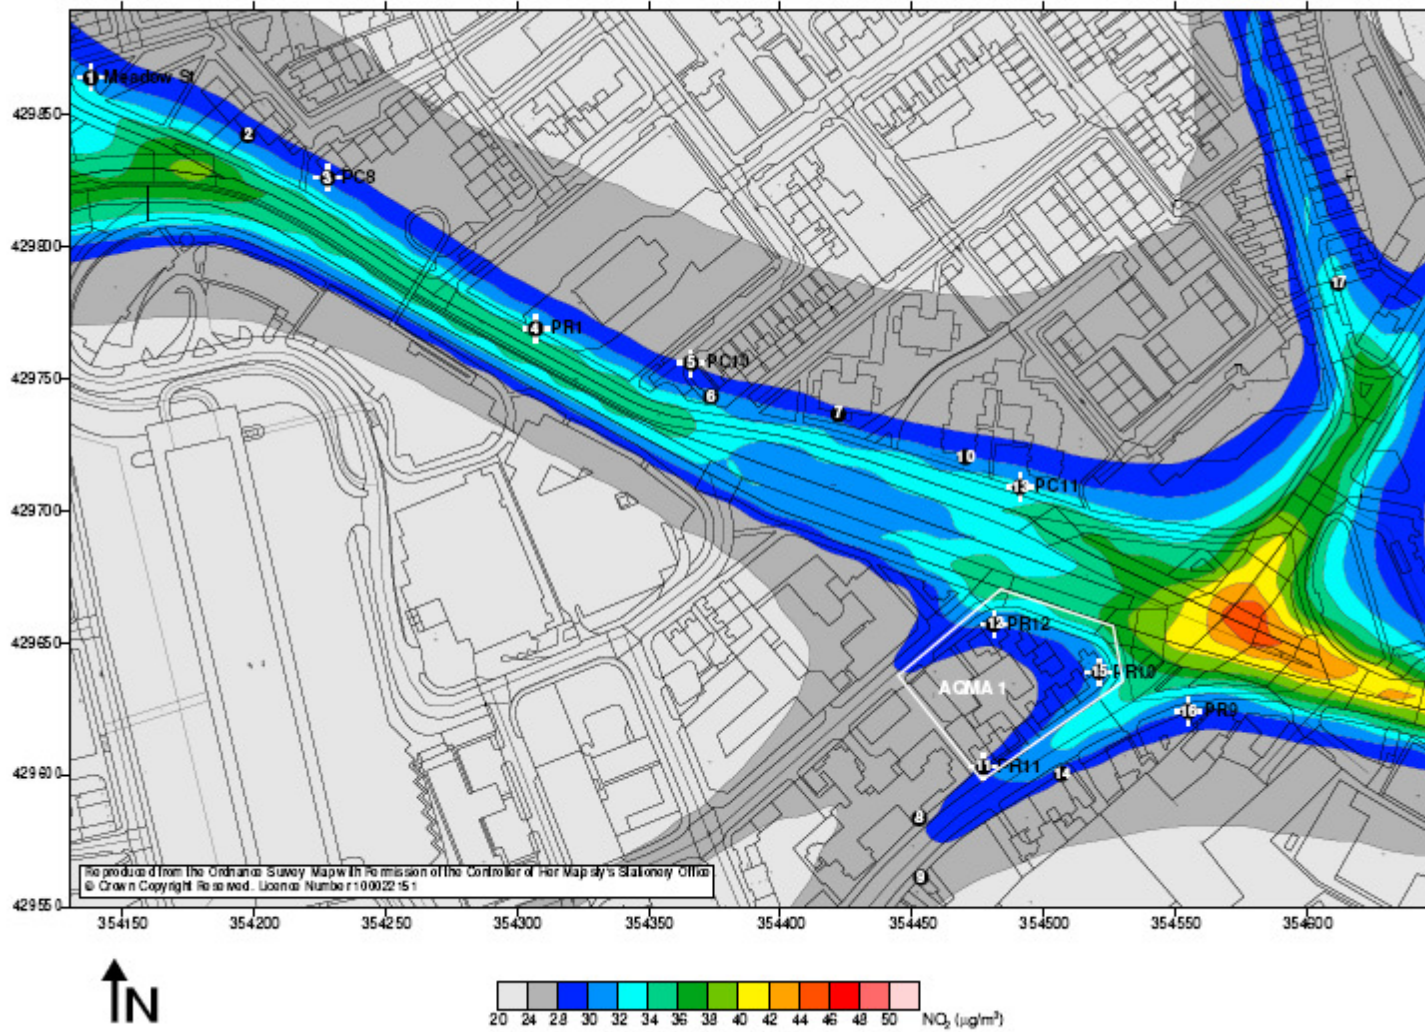 1 Meadow St
429850
2
3 PC8
429800
17
4 PR1
5 PC10
429750
6
7
10
13 PC11
429700
12 PR12
429650
15 PR10
AQMA 1
16 PR9
11 PR11
14
429600
8
Reproduced from the Ordnance Survey Map with Permission of the Controller of Her Majesty's Stationery Office
© Crown Copyright Reserved. Licence Number 100022151
9
429550
354150 354200 354250 354300 354350 354400 354450 354500 354550 354600
N
20 24 28 30 32 34 36 38 40 42 44 46 48 50 NO₂ (µg/m³)